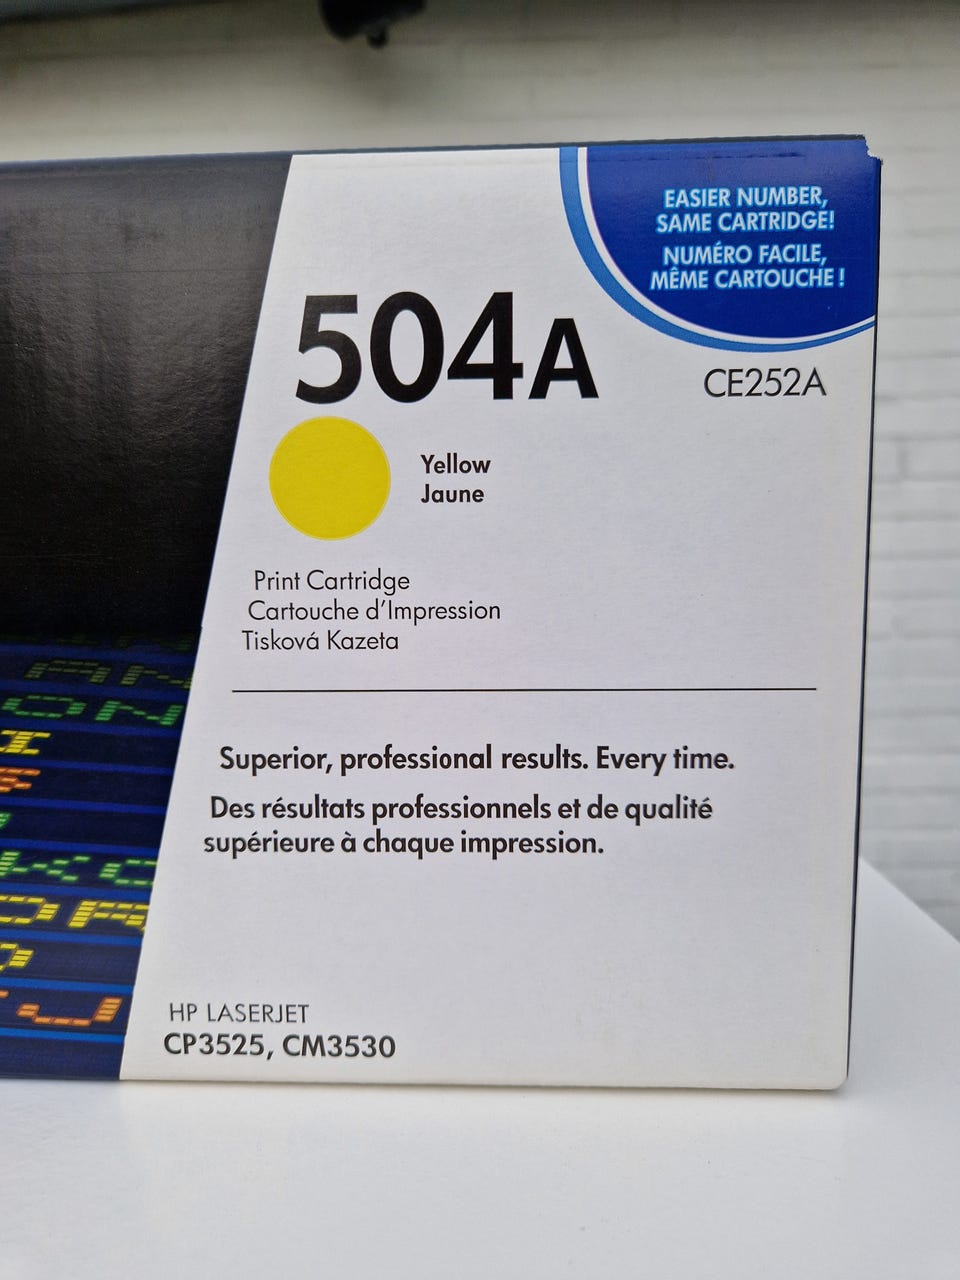 EASIER NUMBER,
SAME CARTRIDGE!
NUMÉRO FACILE,
MÊME CARTOUCHE !
504A
CE252A
Yellow
Jaune
Print Cartridge
Cartouche d'Impression
Tisková Kazeta
Superior, professional results. Every time.
Des résultats professionnels et de qualité
supérieure à chaque impression.
HP LASERJET
CP3525, CM3530